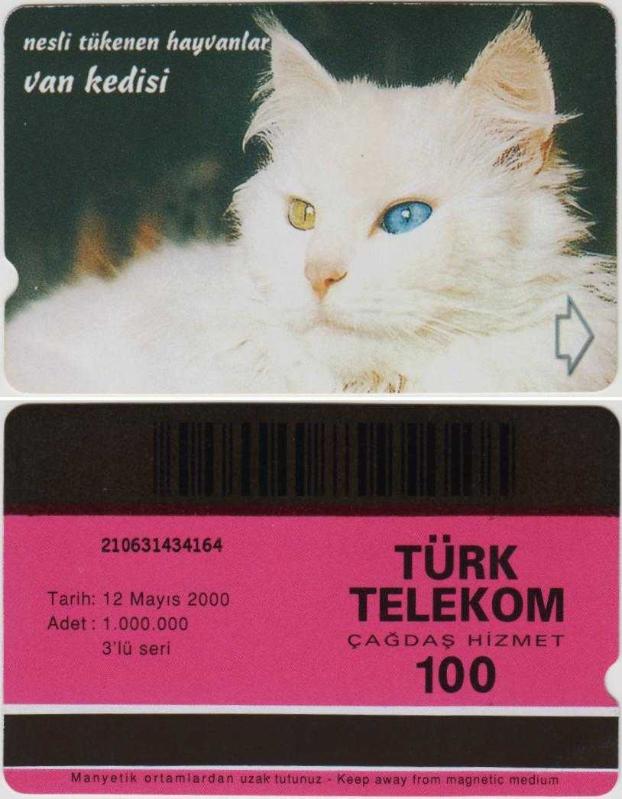 nesli tükenen hayvanlar
van kedisi
210631434164
Tarih: 12 Mayıs 2000
Adet : 1.000.000
3'lü seri
TÜRK
TELEKOM
ÇAĞDAŞ HİZMET
100
Manyetik ortamlardan uzak tutunuz - Keep away from magnetic medium